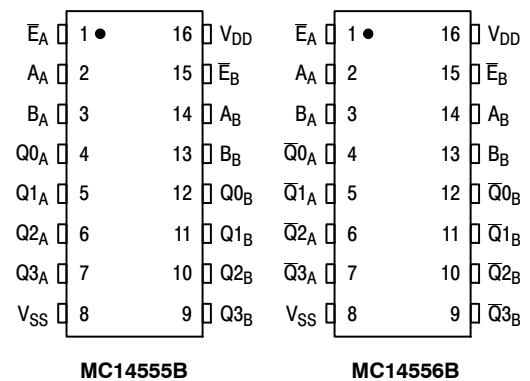 E̅A 1 16 VDD E̅A 1 16 VDD
AA 2 15 E̅B AA 2 15 E̅B
BA 3 14 AB BA 3 14 AB
Q0A 4 13 BB Q̅0A 4 13 BB
Q1A 5 12 Q0B Q̅1A 5 12 Q̅0B
Q2A 6 11 Q1B Q̅2A 6 11 Q̅1B
Q3A 7 10 Q2B Q̅3A 7 10 Q̅2B
VSS 8 9 Q3B VSS 8 9 Q̅3B
MC14555B MC14556B